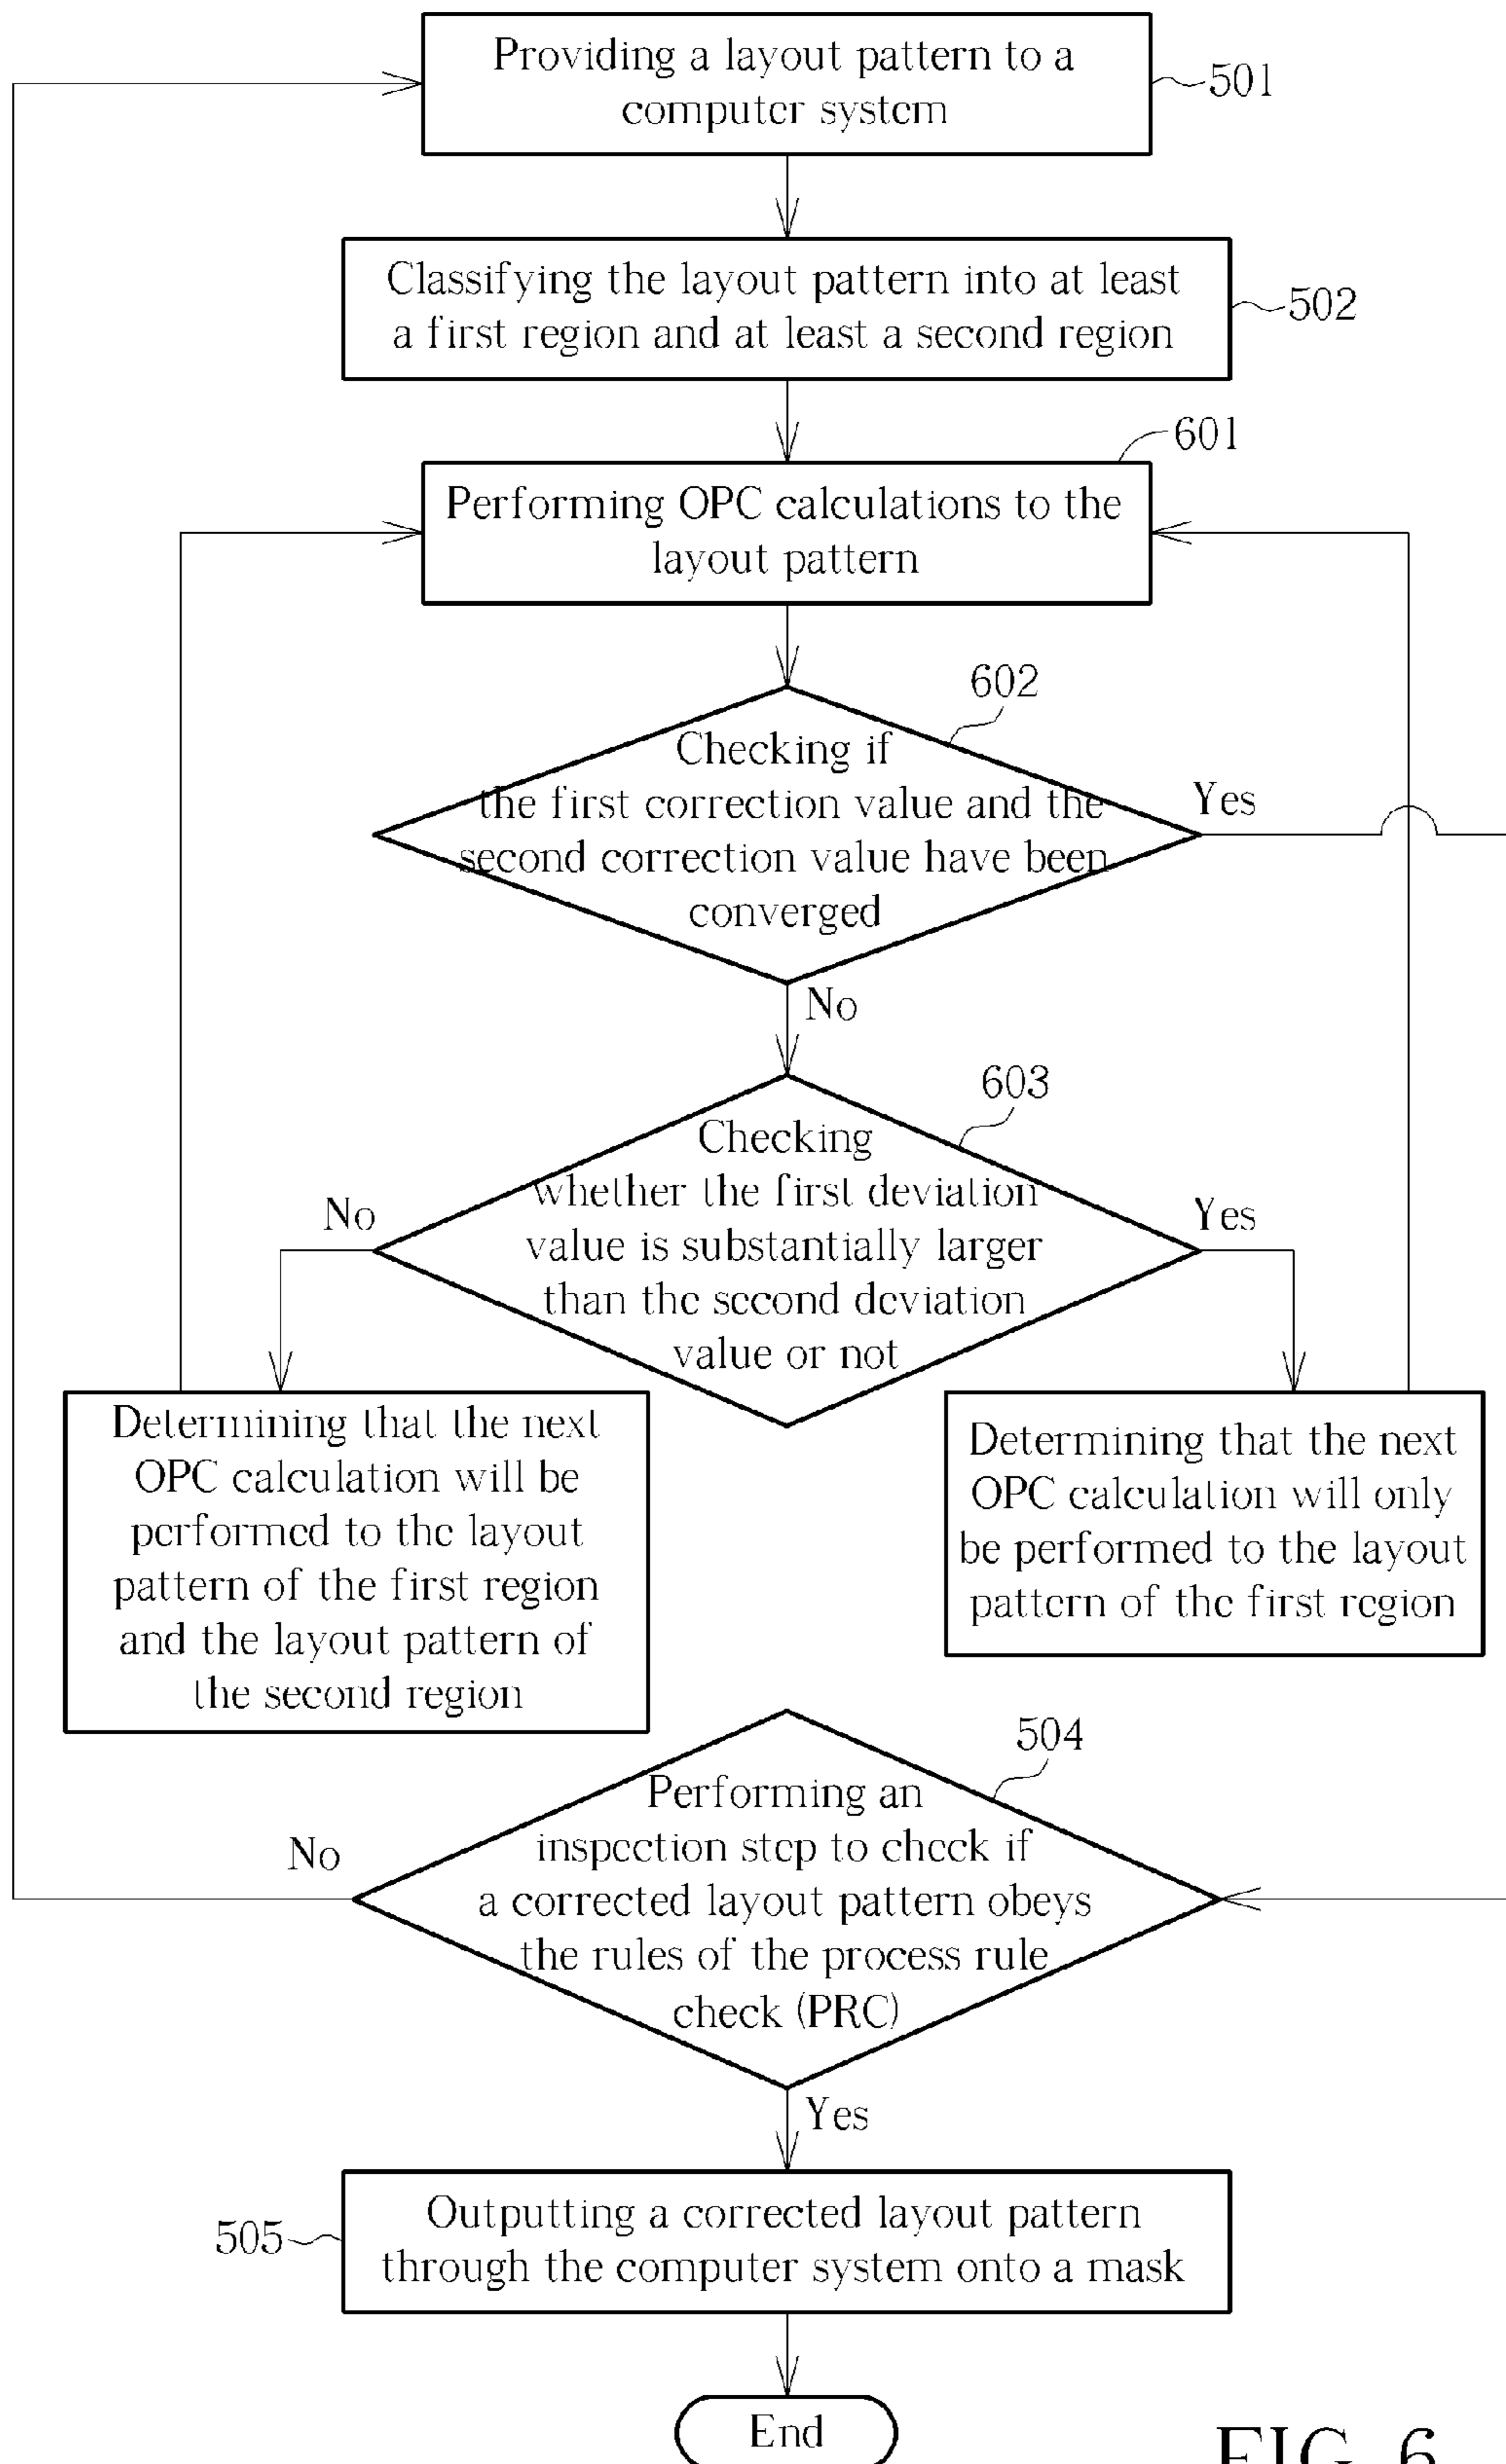 Providing a layout pattern to a
computer system
501
Classifying the layout pattern into at least
a first region and at least a second region
502
601
Performing OPC calculations to the
layout pattern
602
Checking if
the first correction value and the
second correction value have been
converged
Yes
No
603
Checking
whether the first deviation
value is substantially larger
than the second deviation
value or not
No
Yes
Determining that the next
OPC calculation will be
performed to the layout
pattern of the first region
and the layout pattern of
the second region
Determining that the next
OPC calculation will only
be performed to the layout
pattern of the first region
504
Performing an
inspection step to check if
a corrected layout pattern obeys
the rules of the process rule
check (PRC)
No
Yes
505
Outputting a corrected layout pattern
through the computer system onto a mask
End
FIG. 6